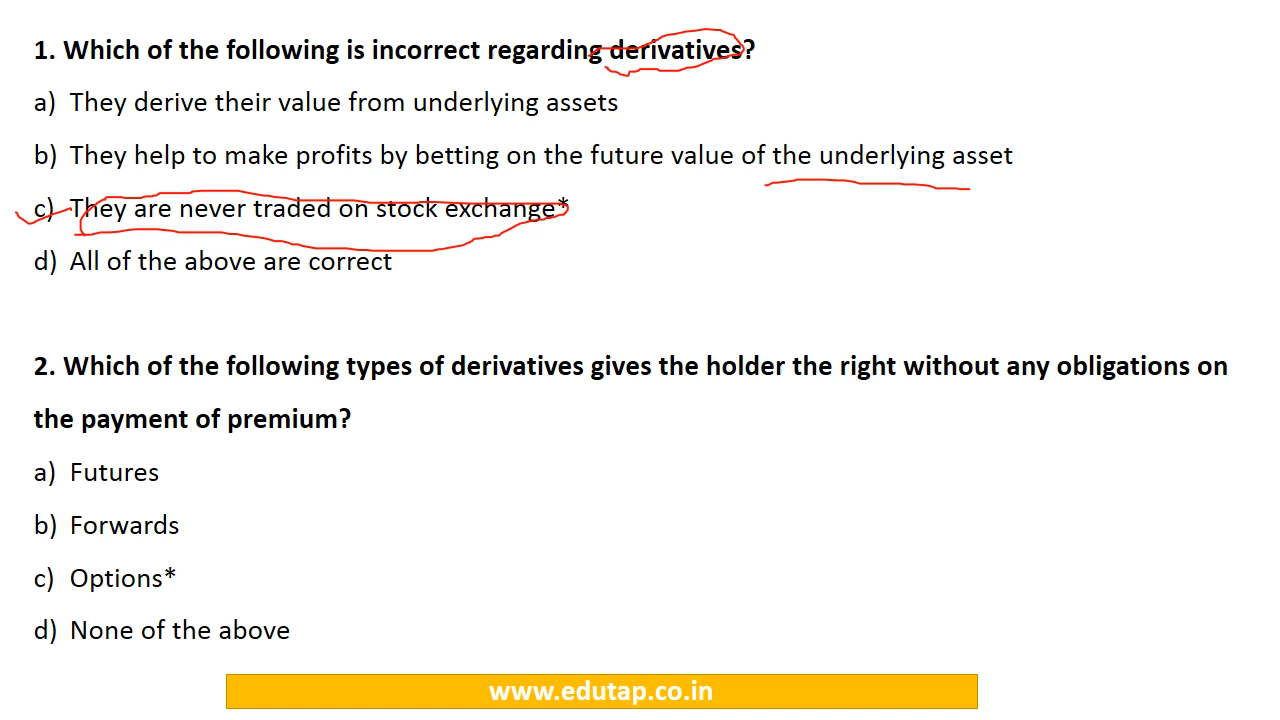 1. Which of the following is incorrect regarding derivatives?
a) They derive their value from underlying assets
b) They help to make profits by betting on the future value of the underlying asset
c) They are never traded on stock exchange*
d) All of the above are correct
2. Which of the following types of derivatives gives the holder the right without any obligations on
the payment of premium?
a) Futures
b) Forwards
c) Options*
d) None of the above
www.edutap.co.in